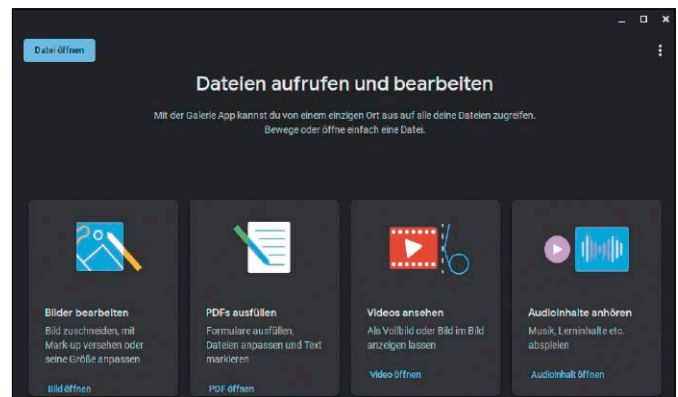 Datei öffnen
Dateien aufrufen und bearbeiten
Mit der Galerie App kannst du von einem einzigen Ort aus auf alle deine Dateien zugreifen.
Bewege oder öffne einfach eine Datei.
Bilder bearbeiten
Bild zuschneiden, mit
Mark-up versehen oder
seine Größe anpassen
Bild öffnen
PDFs ausfüllen
Formulare ausfüllen,
Dateien anpassen und Text
markieren
PDF öffnen
Videos ansehen
Als Vollbild oder Bild im Bild
anzeigen lassen
Video öffnen
Audioinhalte anhören
Musik, Lerninhalte etc.
abspielen
Audioinhalt öffnen